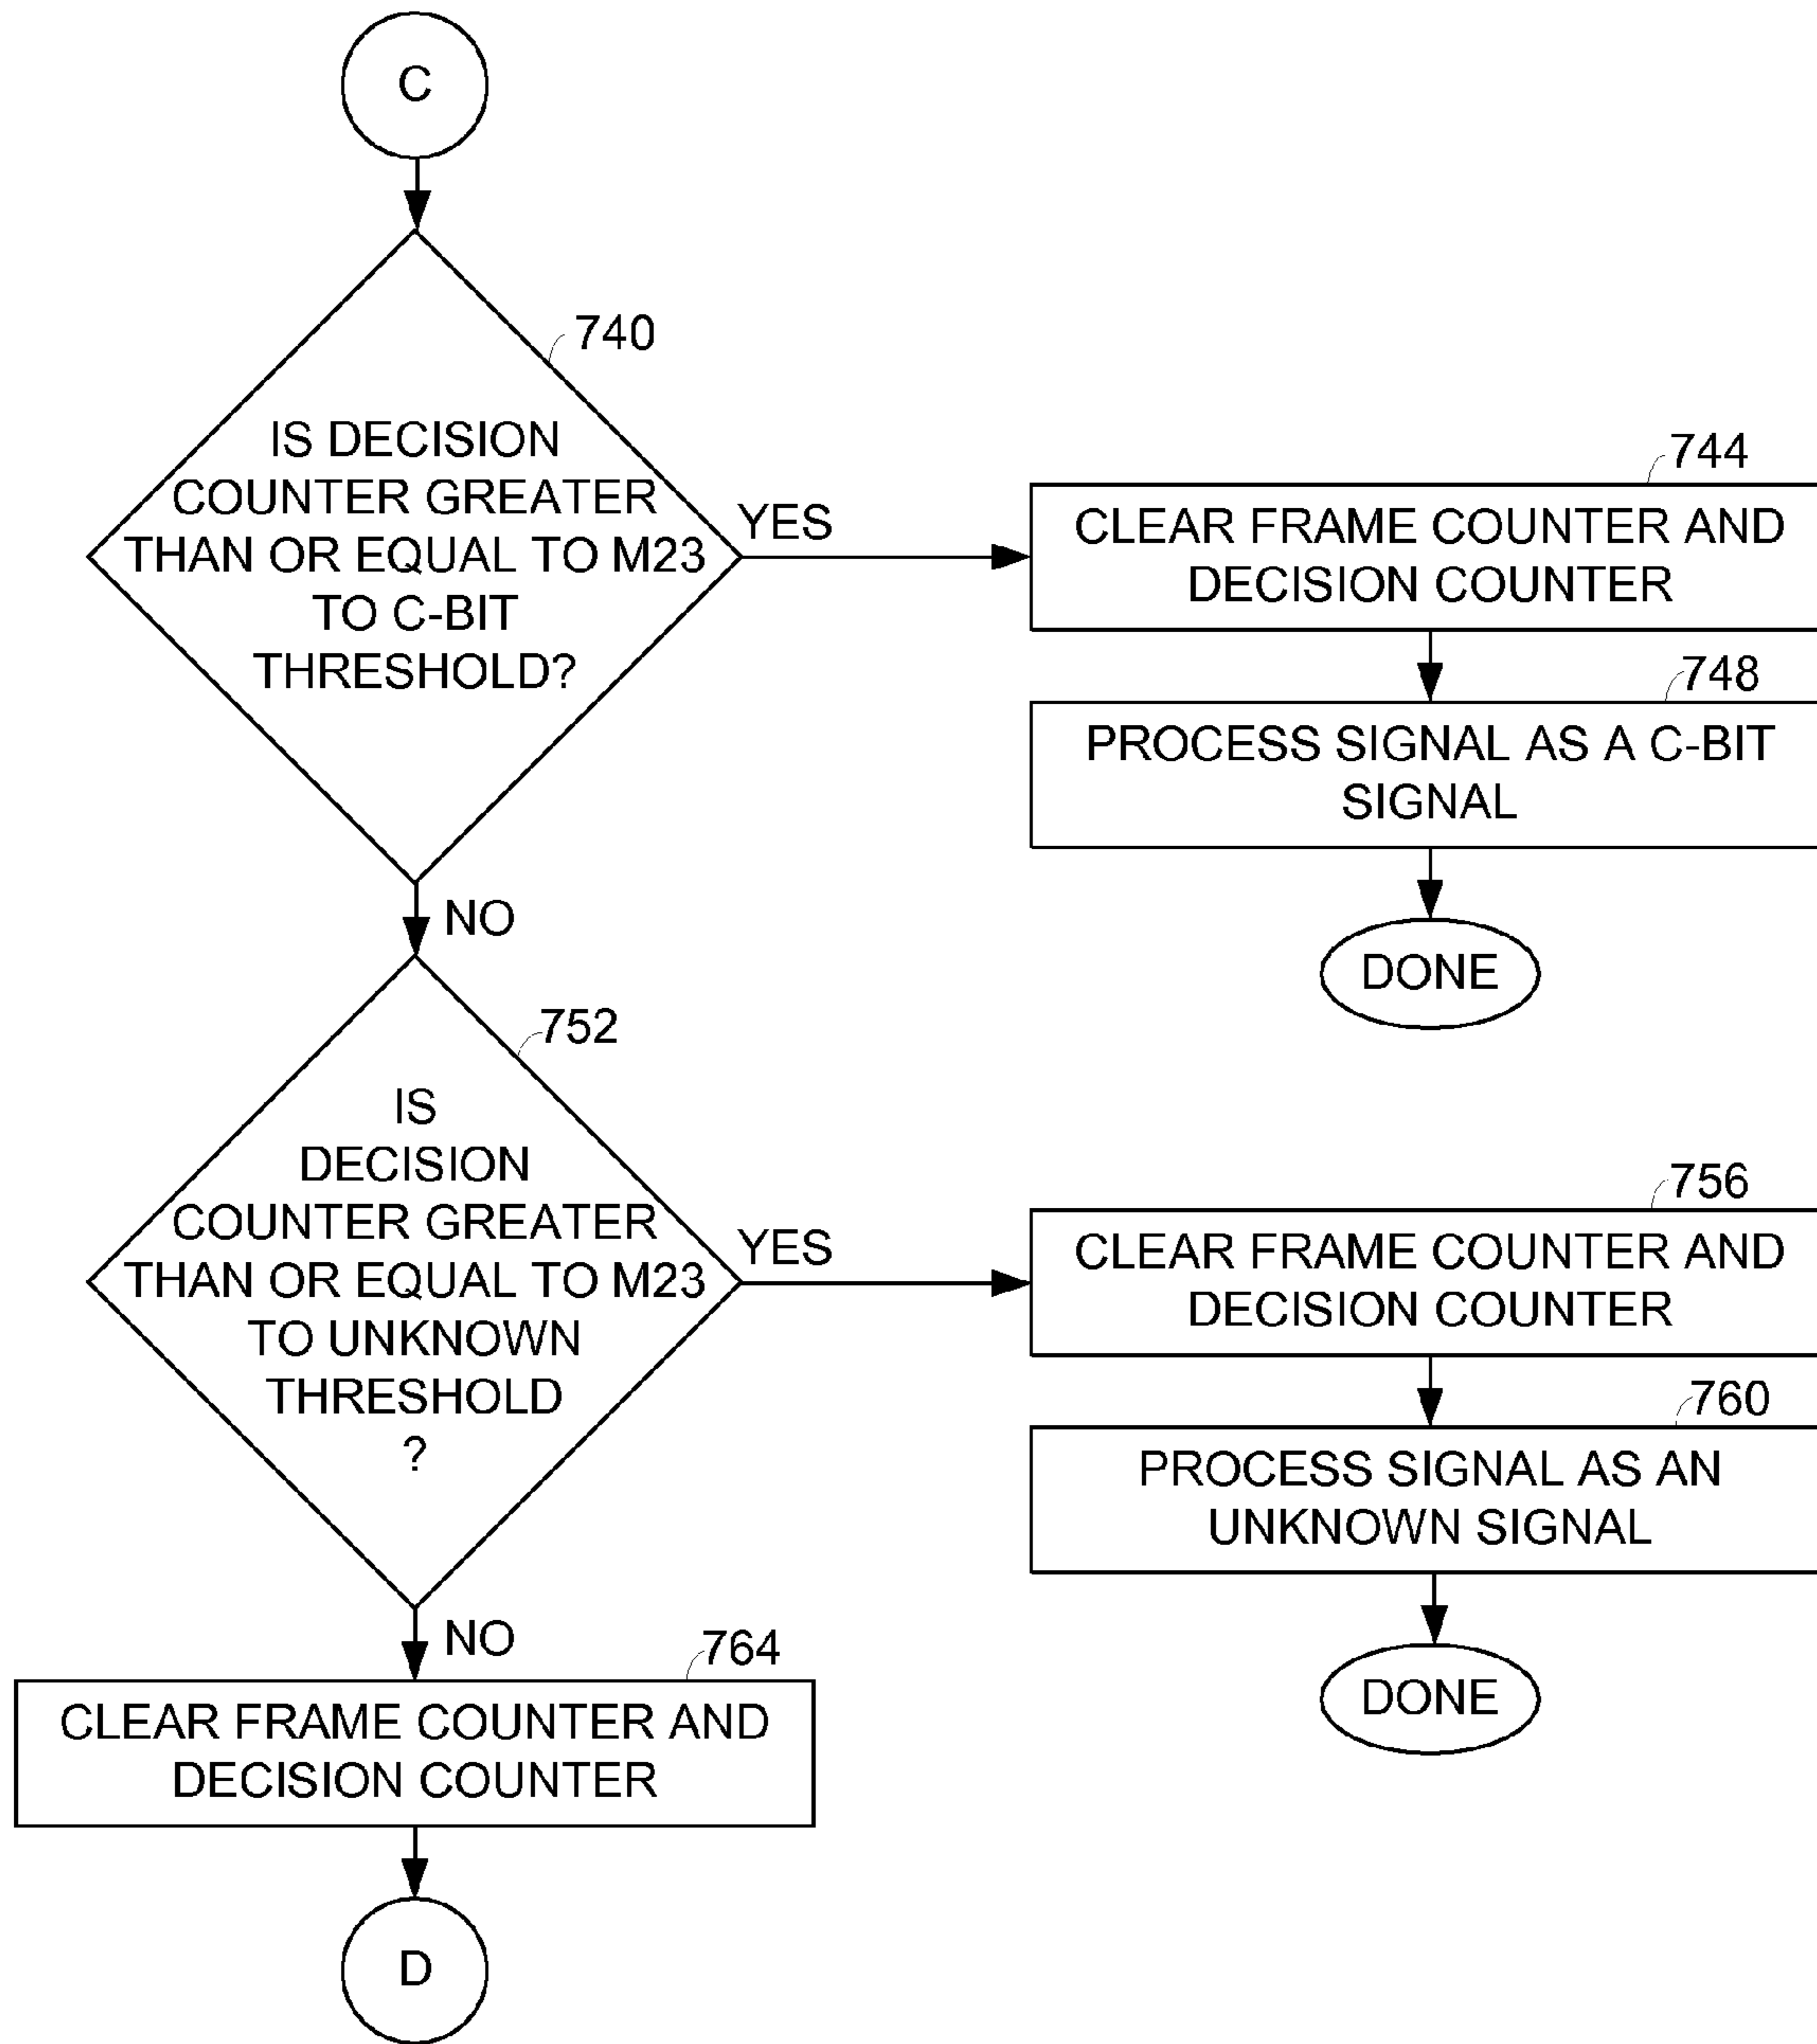 C
740
IS DECISION
COUNTER GREATER
THAN OR EQUAL TO M23
TO C-BIT
THRESHOLD?
YES
744
CLEAR FRAME COUNTER AND
DECISION COUNTER
748
PROCESS SIGNAL AS A C-BIT
SIGNAL
DONE
NO
752
IS
DECISION
COUNTER GREATER
THAN OR EQUAL TO M23
TO UNKNOWN
THRESHOLD
?
YES
756
CLEAR FRAME COUNTER AND
DECISION COUNTER
760
PROCESS SIGNAL AS AN
UNKNOWN SIGNAL
DONE
NO
764
CLEAR FRAME COUNTER AND
DECISION COUNTER
D